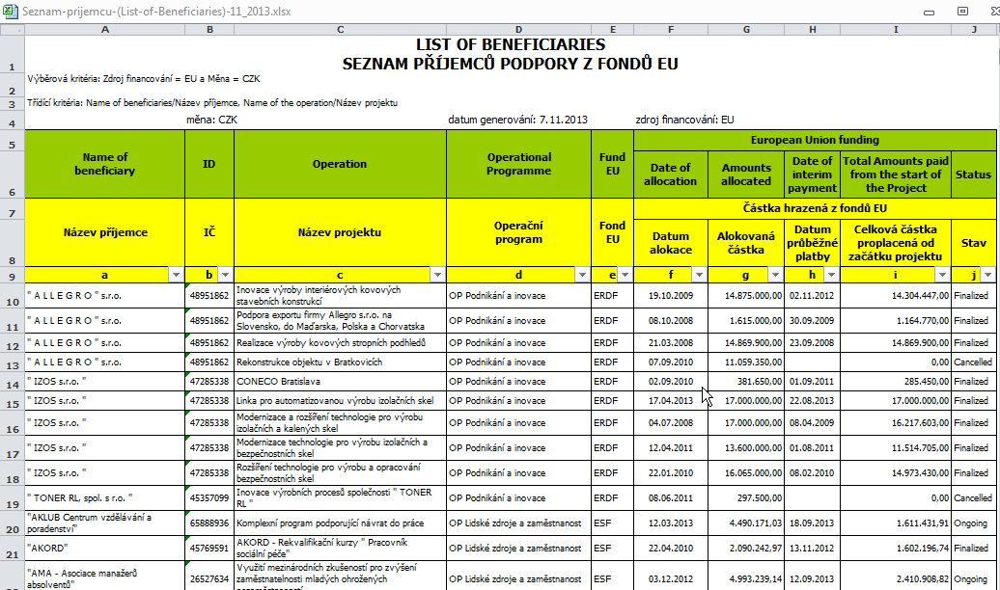 Seznam-prijemcu-(List-of-Beneficiaries)-11_2013.xlsx
A B C D E F G H I J
1 LIST OF BENEFICIARIES
SEZNAM PŘÍJEMCŮ PODPORY Z FONDŮ EU
2 Výběrová kritéria: Zdroj financování = EU a Měna = CZK
3 Třídící kritéria: Name of beneficiaries/Název příjemce, Name of the operation/Název projektu
4 měna: CZK datum generování: 7.11.2013 zdroj financování: EU
5 European Union funding
6 Name of beneficiary ID Operation Operational Programme Fund EU Date of allocation Amounts allocated Date of interim payment Total Amounts paid from the start of the Project Status
7 Částka hrazená z fondů EU
8 Název příjemce IČ Název projektu Operační program Fond EU Datum alokace Alokovaná částka Datum průběžné platby Celková částka proplacená od začátku projektu Stav
9 a b c d e f g h i j
10 " A L L E G R O " s.r.o. 48951862 Inovace výroby interiérových kovových stavebních konstrukcí OP Podnikání a inovace ERDF 19.10.2009 14.875.000,00 02.11.2012 14.304.447,00 Finalized
11 " A L L E G R O " s.r.o. 48951862 Podpora exportu firmy Allegro s.r.o. na Slovensko, do Maďarska, Polska a Chorvatska OP Podnikání a inovace ERDF 08.10.2008 1.615.000,00 30.09.2009 1.164.770,00 Finalized
12 " A L L E G R O " s.r.o. 48951862 Realizace výroby kovových stropních podhledů OP Podnikání a inovace ERDF 21.03.2008 14.869.900,00 23.09.2008 14.869.900,00 Finalized
13 " A L L E G R O " s.r.o. 48951862 Rekonstrukce objektu v Bratkovicích OP Podnikání a inovace ERDF 07.09.2010 11.059.350,00 0,00 Cancelled
14 " IZOS s.r.o. " 47285338 CONECO Bratislava OP Podnikání a inovace ERDF 02.09.2010 381.650,00 01.09.2011 285.450,00 Finalized
15 " IZOS s.r.o. " 47285338 Linka pro automatizovanou výrobu izolačních skel OP Podnikání a inovace ERDF 17.04.2013 17.000.000,00 22.08.2013 17.000.000,00 Finalized
16 " IZOS s.r.o. " 47285338 Modernizace a rozšíření technologie pro výrobu izolačních a kalených skel OP Podnikání a inovace ERDF 04.07.2008 17.000.000,00 08.04.2009 16.217.603,00 Finalized
17 " IZOS s.r.o. " 47285338 Modernizace technologie pro výrobu izolačních a bezpečnostních skel OP Podnikání a inovace ERDF 12.04.2011 13.600.000,00 01.08.2011 11.514.705,00 Finalized
18 " IZOS s.r.o. " 47285338 Rozšíření technologie pro výrobu a opracování bezpečnostních skel OP Podnikání a inovace ERDF 22.01.2010 16.065.000,00 08.02.2010 14.973.430,00 Finalized
19 " TONER RL, spol. s r.o. " 45357099 Inovace výrobních procesů společnosti " TONER RL " OP Podnikání a inovace ERDF 08.06.2011 297.500,00 0,00 Cancelled
20 "AKLUB Centrum vzdělávání a poradenství" 65888936 Komplexní program podporující návrat do práce OP Lidské zdroje a zaměstnanost ESF 12.03.2013 4.490.171,03 18.09.2013 1.611.431,91 Ongoing
21 "AKORD" 45769591 AKORD - Rekvalifikační kurzy " Pracovník sociální péče" OP Lidské zdroje a zaměstnanost ESF 22.04.2010 2.090.242,97 13.11.2012 1.602.196,74 Finalized
"AMA - Asociace manažerů absolventů" 26527634 Využití mezinárodních zkušeností pro zvýšení zaměstnatelnosti mladých ohrožených OP Lidské zdroje a zaměstnanost ESF 03.12.2012 4.993.239,14 12.09.2013 2.410.908,82 Ongoing